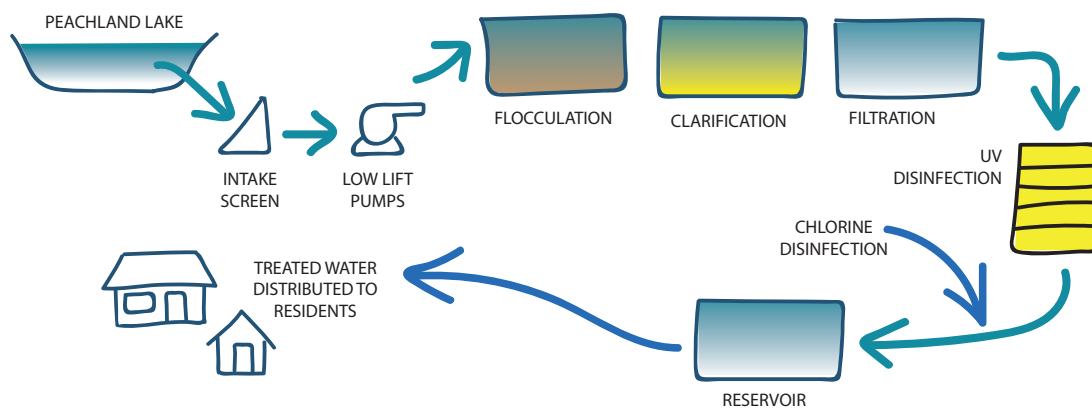 PEACHLAND LAKE
INTAKE
SCREEN
LOW LIFT
PUMPS
FLOCCULATION
CLARIFICATION
FILTRATION
UV
DISINFECTION
CHLORINE
DISINFECTION
RESERVOIR
TREATED WATER
DISTRIBUTED TO
RESIDENTS